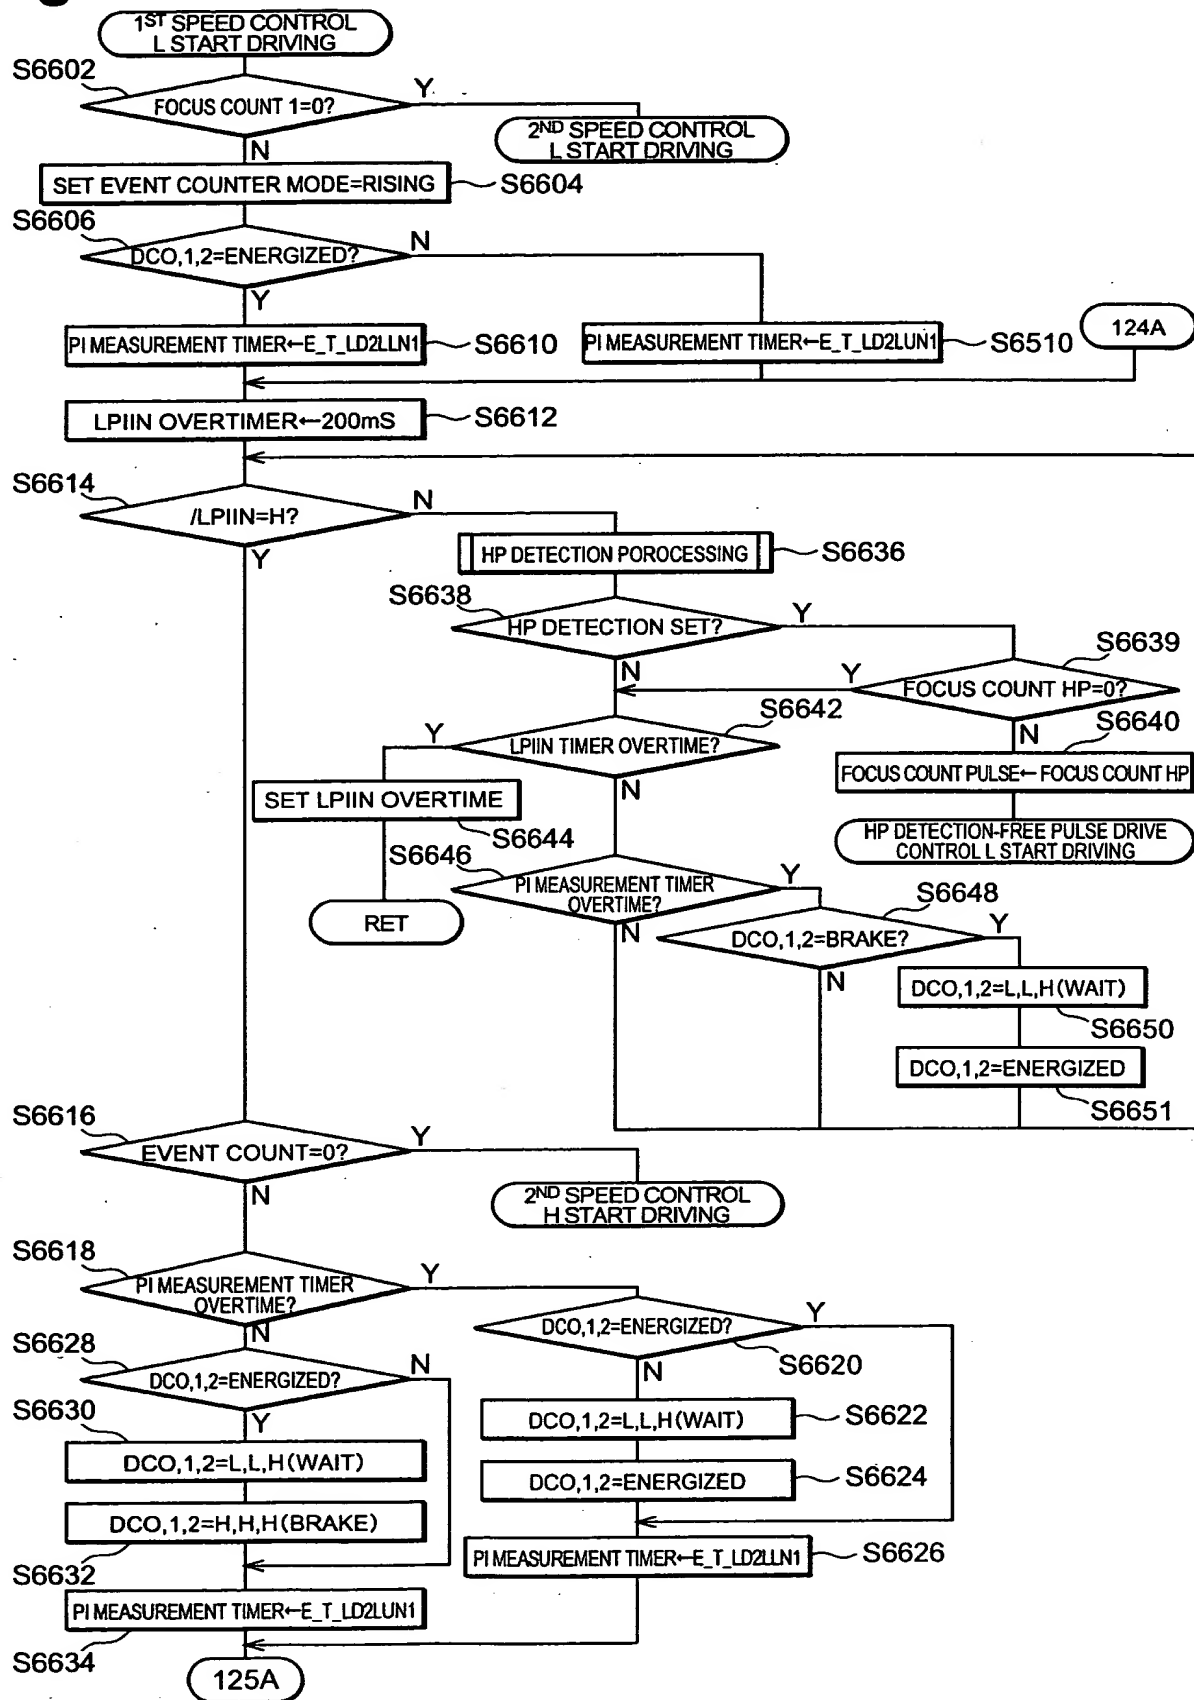 1ST SPEED CONTROL
L START DRIVING
S6602
FOCUS COUNT 1=0?
Y
N
2ND SPEED CONTROL
L START DRIVING
SET EVENT COUNTER MODE=RISING
S6604
S6606
DCO,1,2=ENERGIZED?
N
Y
PI MEASUREMENT TIMER←E_T_LD2LLN1
S6610
PI MEASUREMENT TIMER←E_T_LD2LUN1
S6510
124A
LPIIN OVERTIMER←200mS
S6612
S6614
/LPIIN=H?
N
Y
HP DETECTION POROCESSING
S6636
S6638
HP DETECTION SET?
Y
N
S6639
FOCUS COUNT HP=0?
Y
N
S6642
LPIIN TIMER OVERTIME?
Y
N
S6640
FOCUS COUNT PULSE←FOCUS COUNT HP
SET LPIIN OVERTIME
S6644
HP DETECTION-FREE PULSE DRIVE
CONTROL L START DRIVING
S6646
PI MEASUREMENT TIMER
OVERTIME?
Y
N
RET
S6648
DCO,1,2=BRAKE?
Y
N
DCO,1,2=L,L,H(WAIT)
S6650
DCO,1,2=ENERGIZED
S6651
S6616
EVENT COUNT=0?
Y
N
2ND SPEED CONTROL
H START DRIVING
S6618
PI MEASUREMENT TIMER
OVERTIME?
Y
N
DCO,1,2=ENERGIZED?
Y
S6620
N
S6628
DCO,1,2=ENERGIZED?
N
Y
S6630
DCO,1,2=L,L,H(WAIT)
DCO,1,2=L,L,H(WAIT)
S6622
DCO,1,2=ENERGIZED
S6624
DCO,1,2=H,H,H(BRAKE)
S6632
PI MEASUREMENT TIMER←E_T_LD2LLN1
S6626
PI MEASUREMENT TIMER←E_T_LD2LUN1
S6634
125A